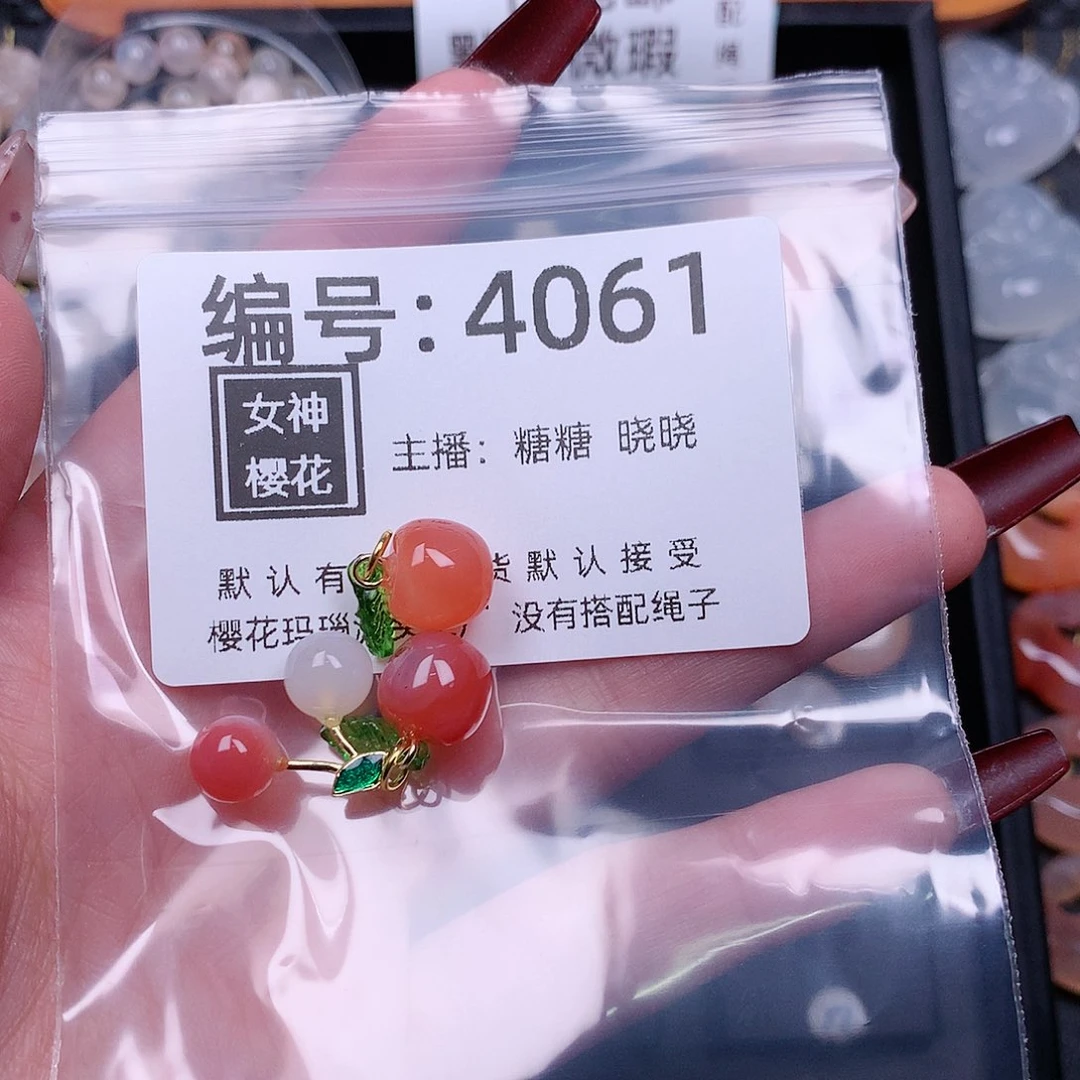 配
微瑕
编号：4061
女神
樱花
主播：糖糖 晓晓
默认有 货默认接受
樱花玛瑙 没有搭配绳子